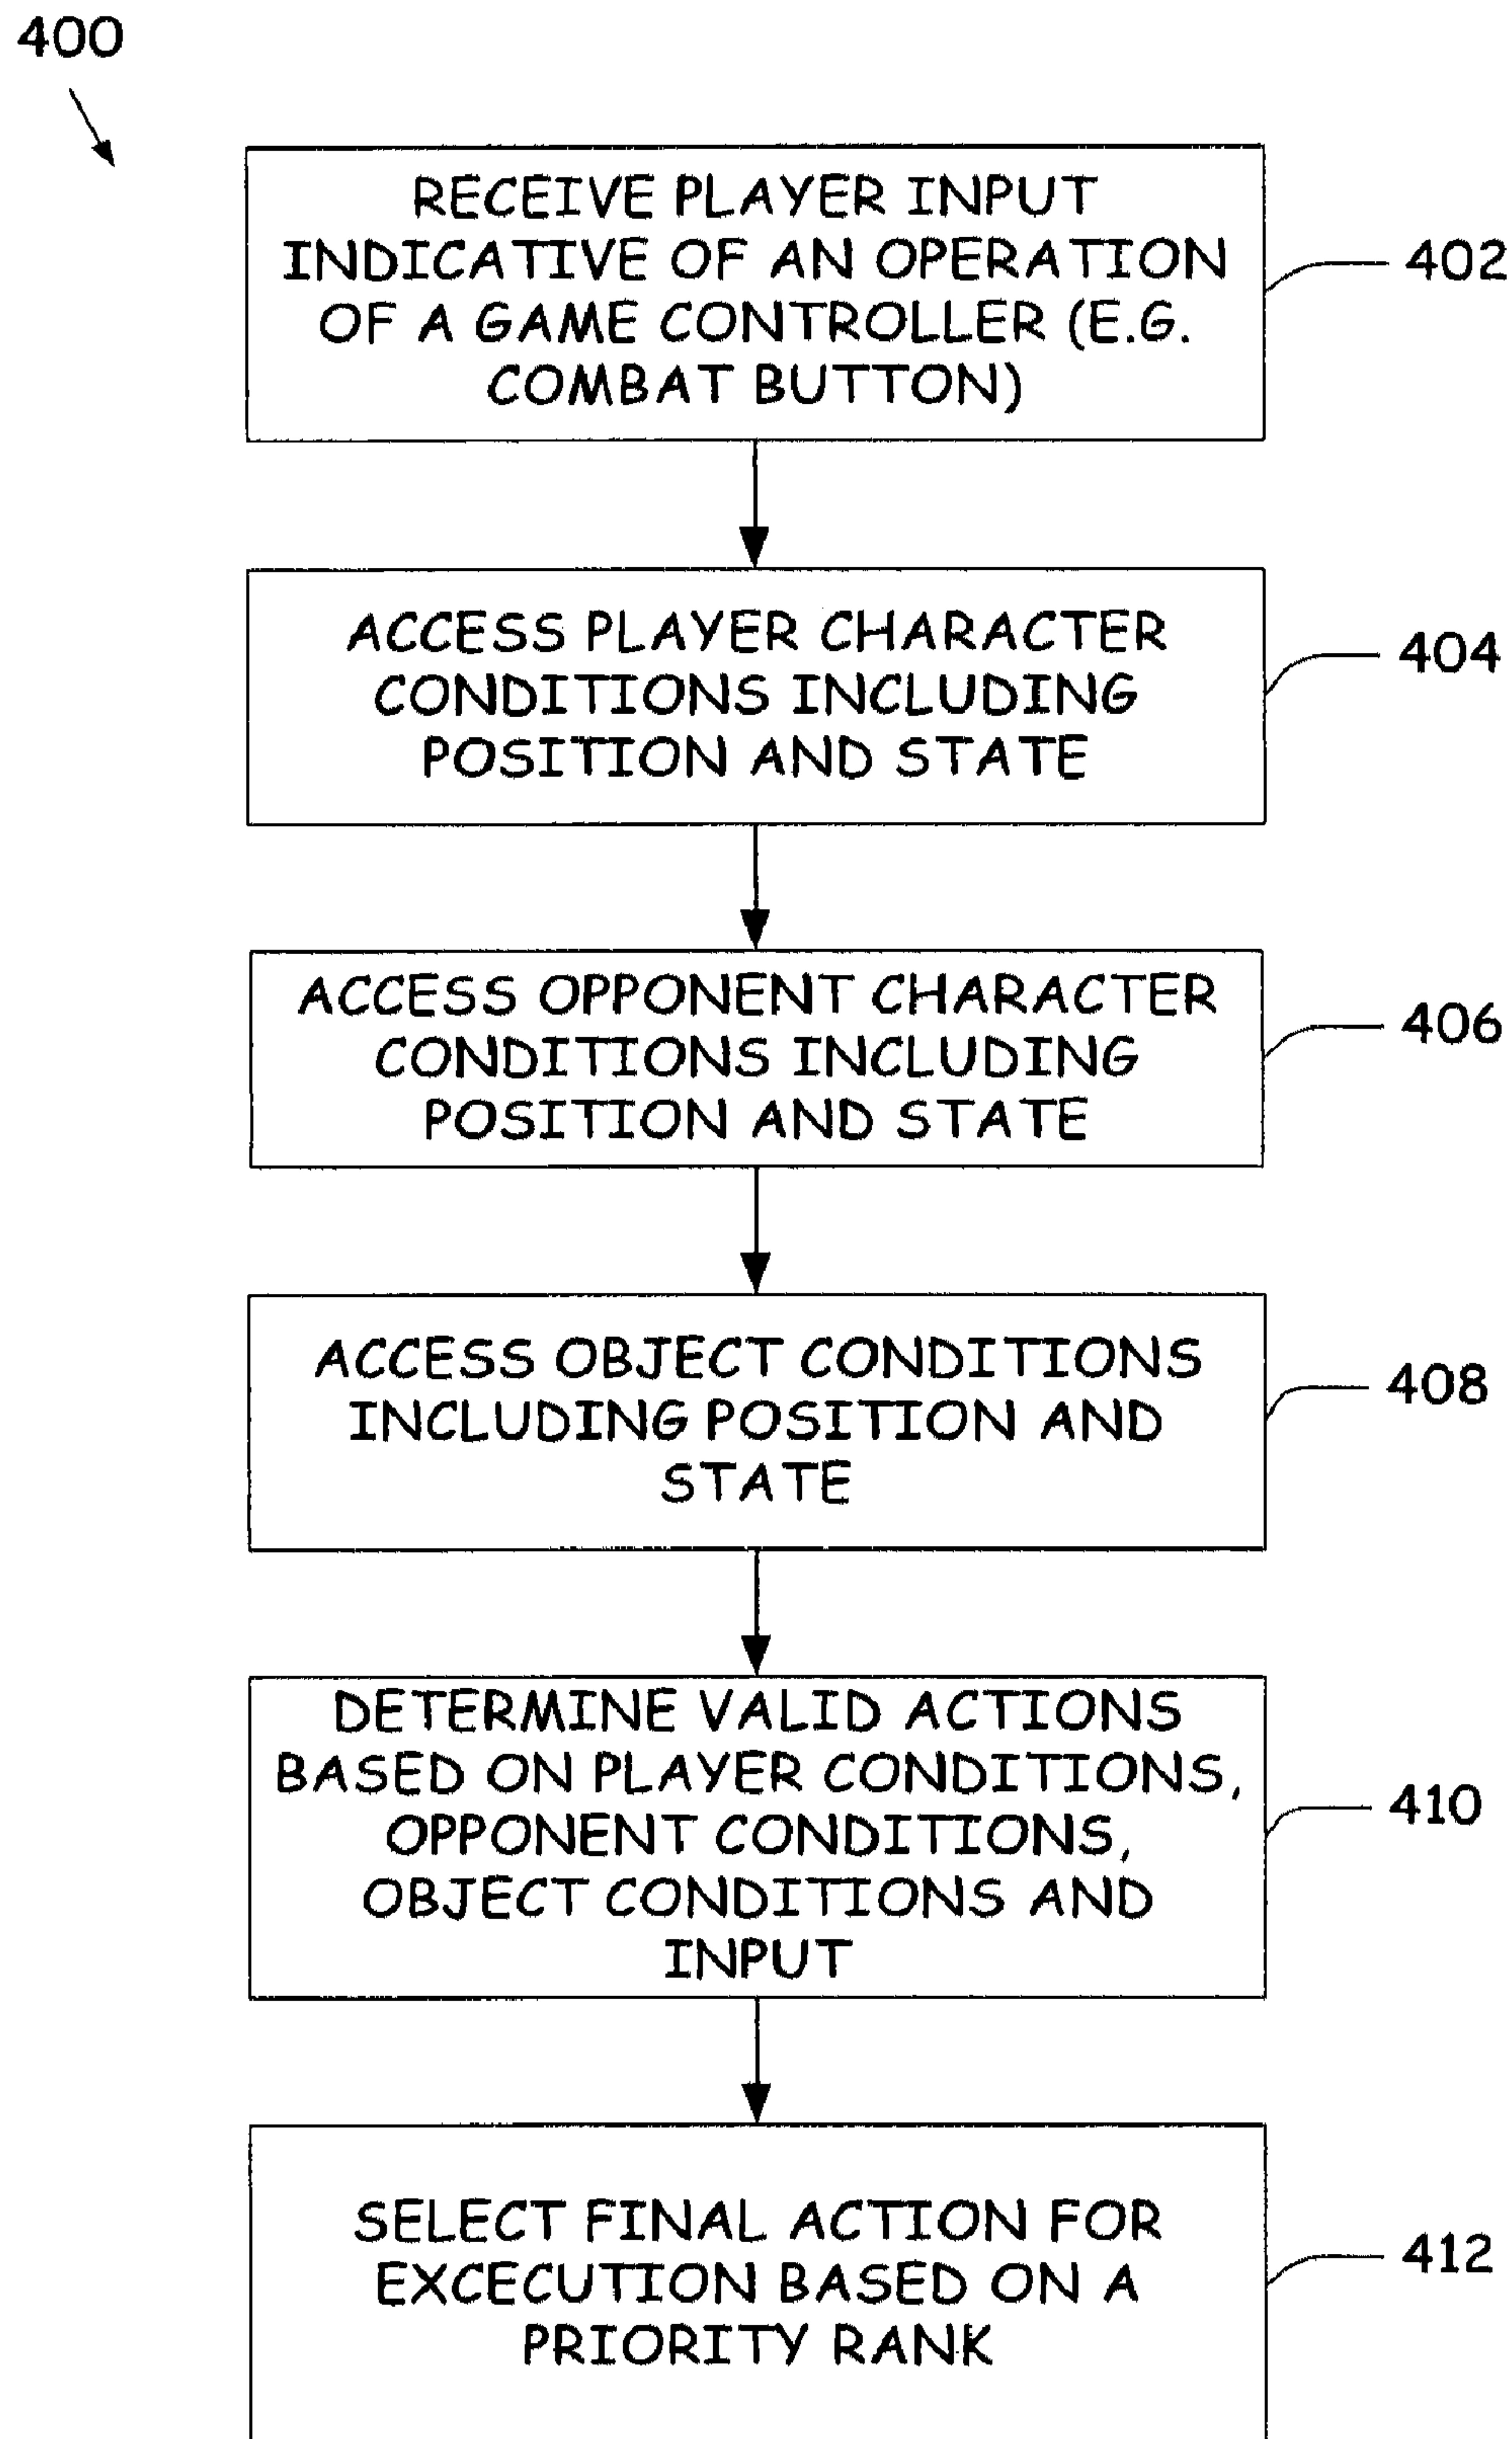 400
RECEIVE PLAYER INPUT
INDICATIVE OF AN OPERATION
OF A GAME CONTROLLER (E.G.
COMBAT BUTTON)
402
ACCESS PLAYER CHARACTER
CONDITIONS INCLUDING
POSITION AND STATE
404
ACCESS OPPONENT CHARACTER
CONDITIONS INCLUDING
POSITION AND STATE
406
ACCESS OBJECT CONDITIONS
INCLUDING POSITION AND
STATE
408
DETERMINE VALID ACTIONS
BASED ON PLAYER CONDITIONS,
OPPONENT CONDITIONS,
OBJECT CONDITIONS AND
INPUT
410
SELECT FINAL ACTION FOR
EXCECUTION BASED ON A
PRIORITY RANK
412